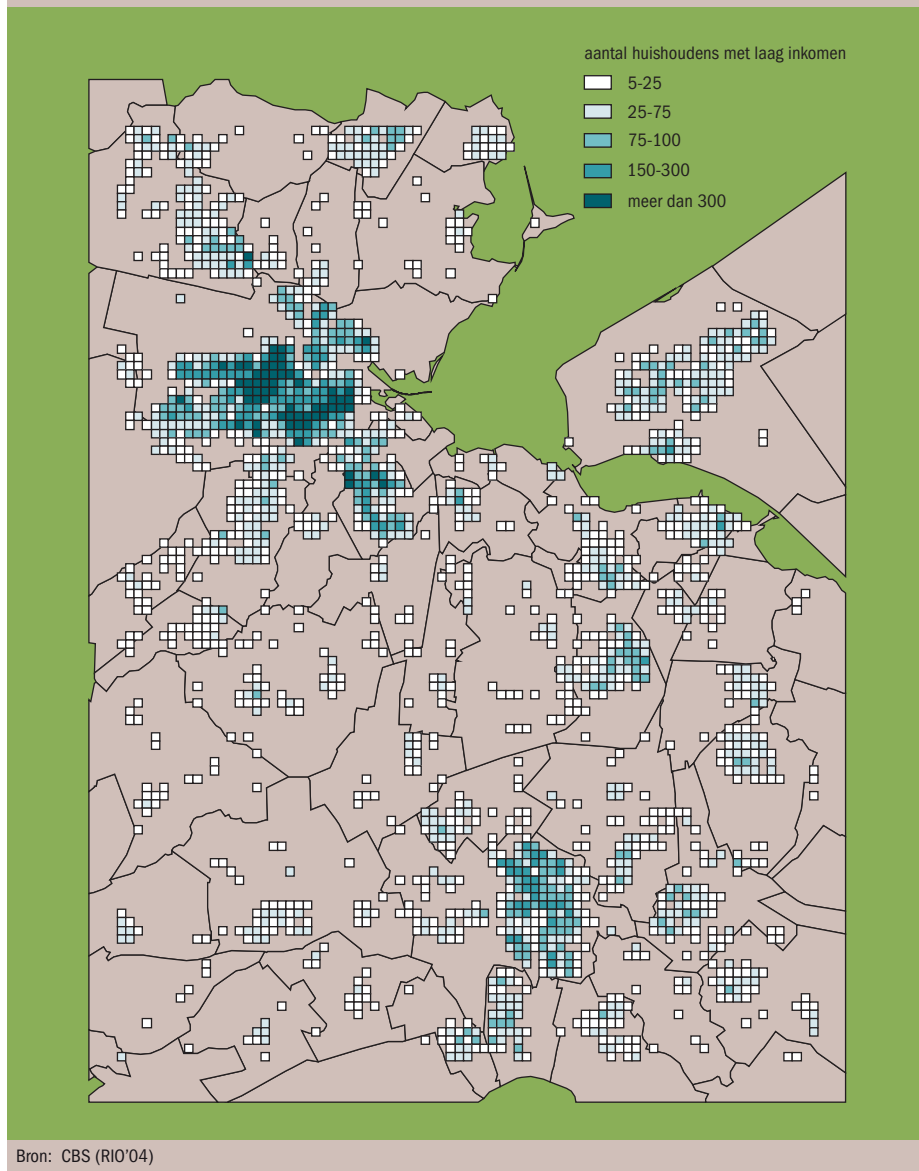 aantal huishoudens met laag inkomen
5-25
25-75
75-100
150-300
meer dan 300
Bron: CBS (RIO'04)